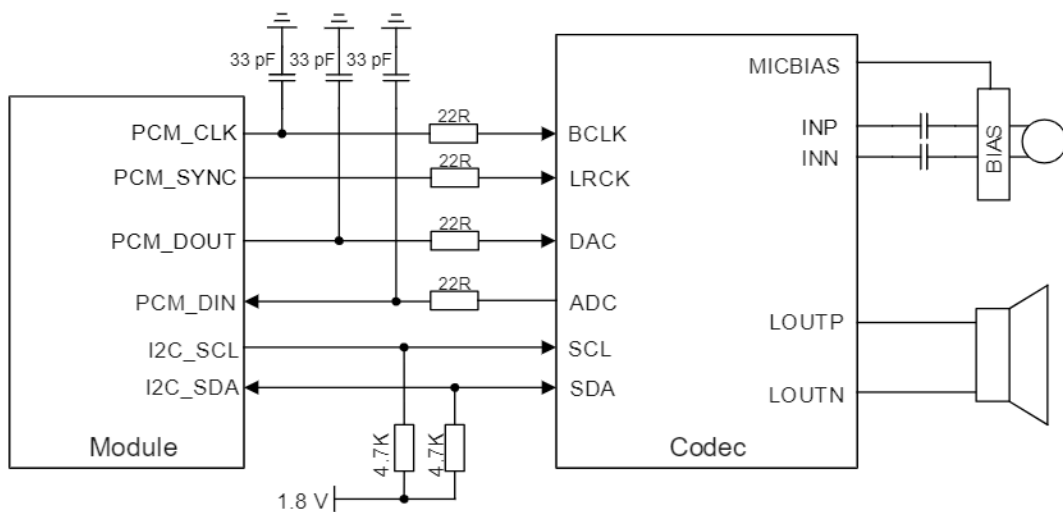 33 pF 33 pF 33 pF
MICBIAS
22R
PCM_CLK
BCLK
INP
22R
INN
BIAS
PCM_SYNC
LRCK
22R
PCM_DOUT
DAC
22R
PCM_DIN
ADC
LOUTP
I2C_SCL
SCL
I2C_SDA
SDA
LOUTN
Module
4.7K
4.7K
Codec
1.8 V